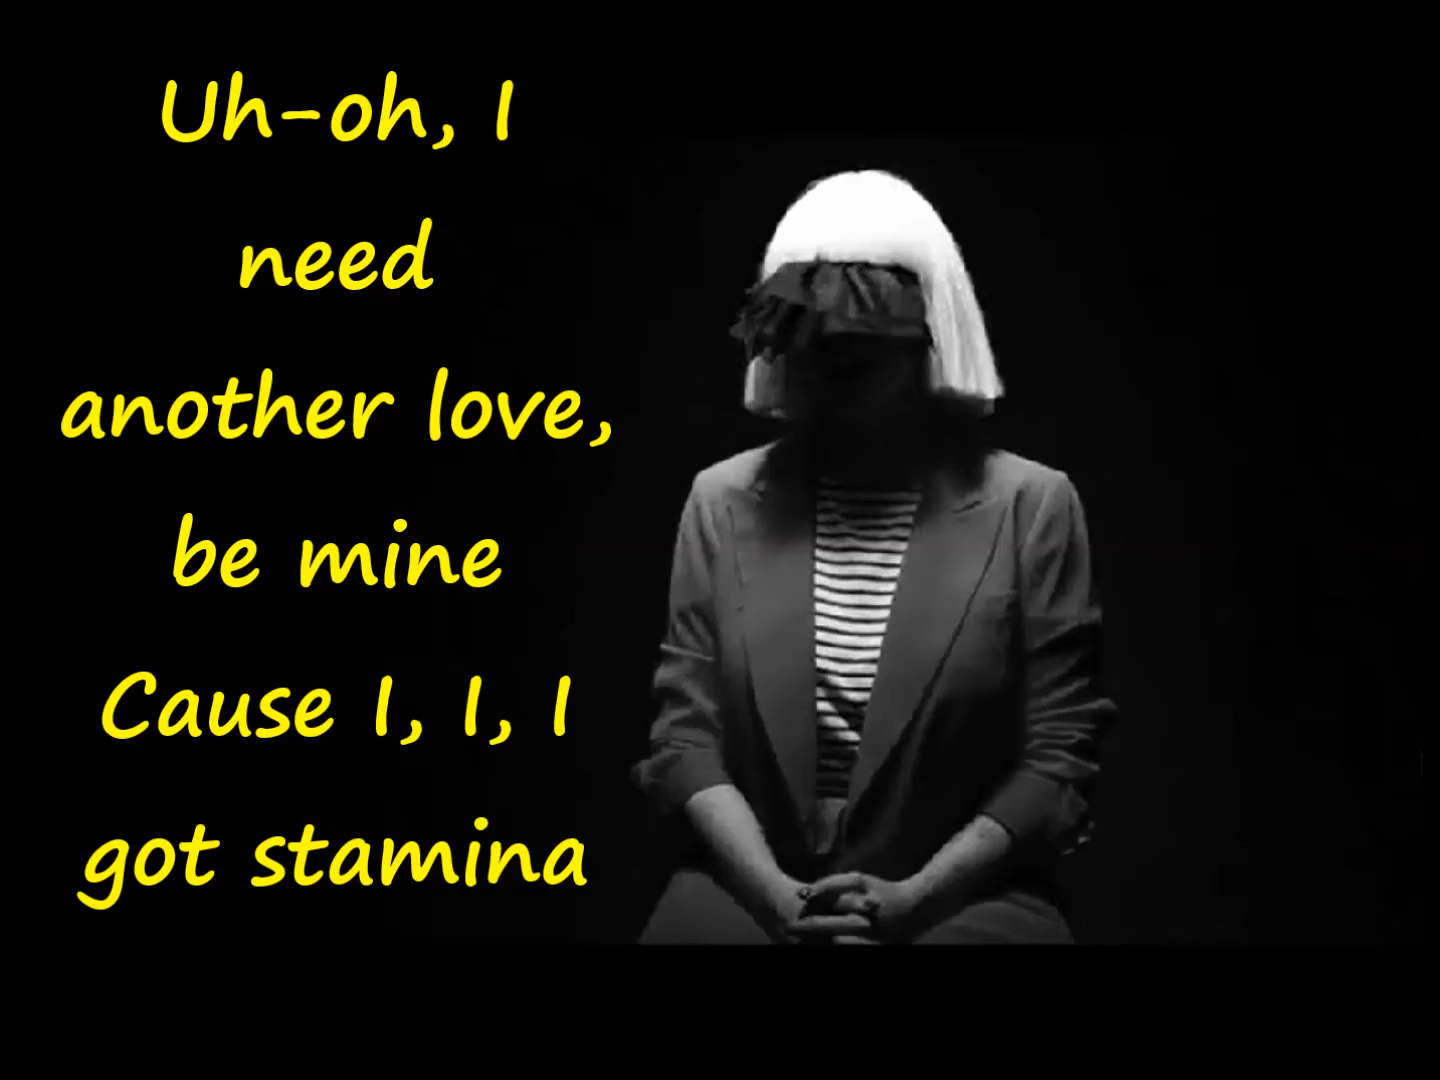 Uh-oh, I
need
another love,
be mine
Cause I, I, I
got stamina